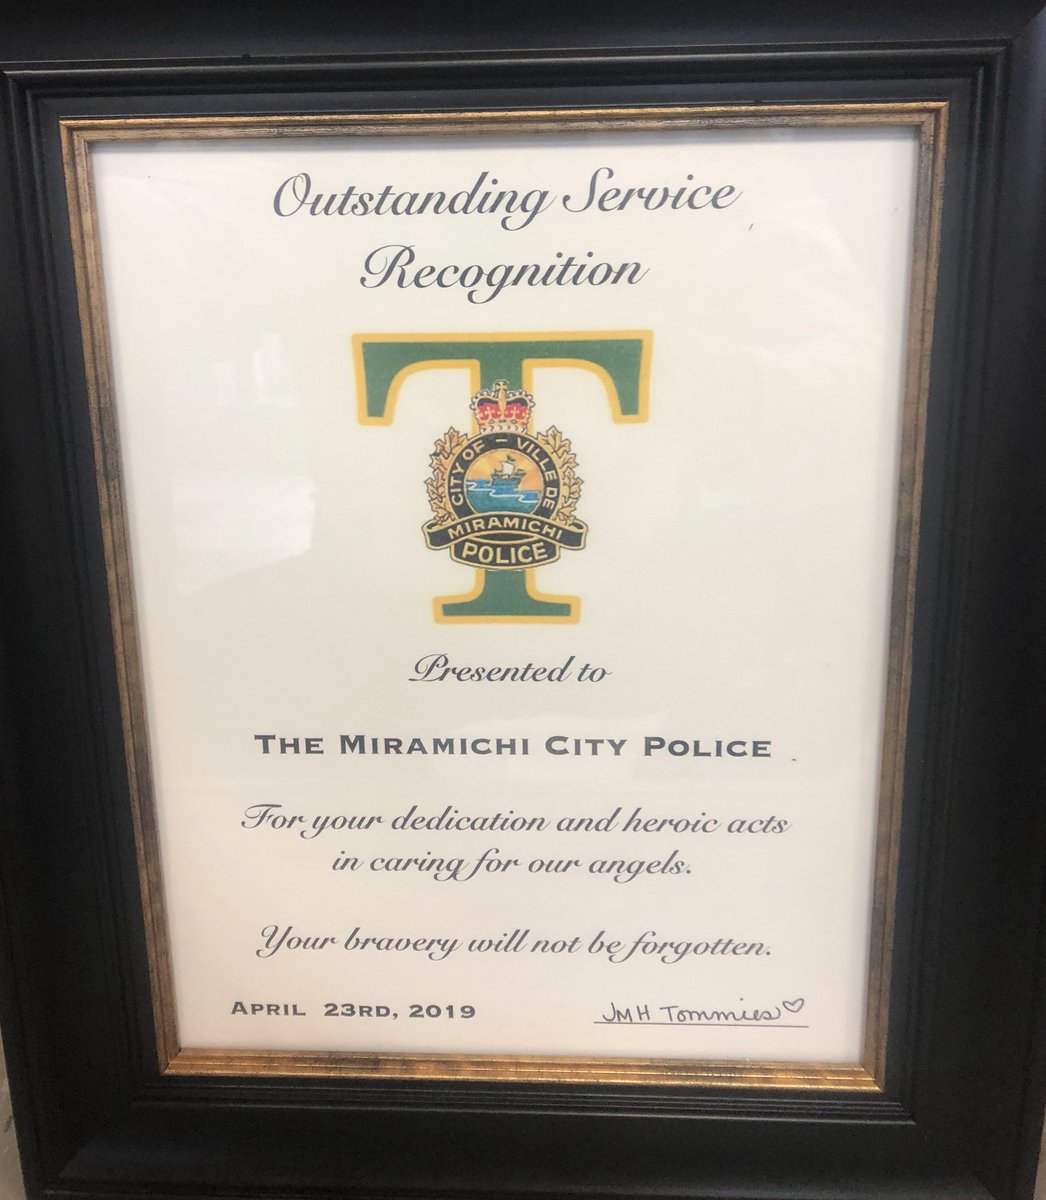 Outstanding Service
Recognition
T
CITY OF - VILLE DE
MIRAMICHI
POLICE
Presented to
THE MIRAMICHI CITY POLICE
For your dedication and heroic acts
in caring for our angels.
Your bravery will not be forgotten.
APRIL 23RD, 2019
JMH Tommies♡